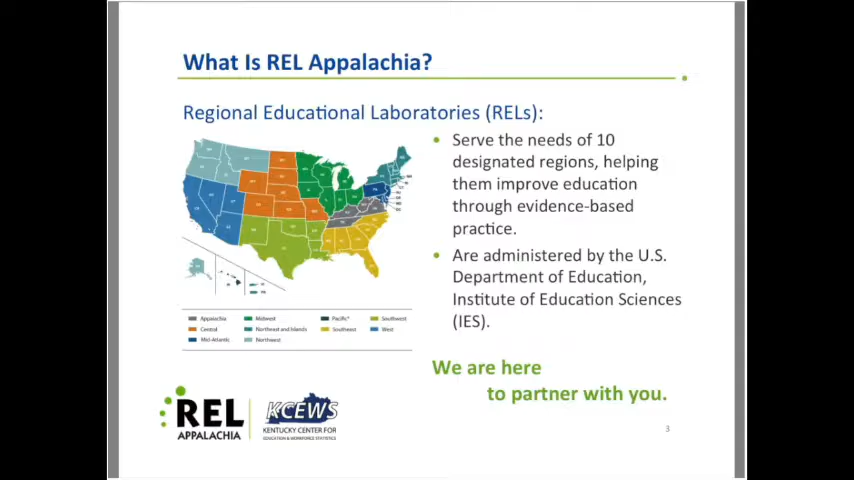 What Is REL Appalachia?
Regional Educational Laboratories (RELs):
• Serve the needs of 10
designated regions, helping
them improve education
through evidence-based
practice.
• Are administered by the U.S.
Department of Education,
Institute of Education Sciences
(IES).
Appalachia
Midwest
Pacific*
Southwest
Central
Northeast and Islands
Southeast
West
Mid-Atlantic
Northwest
We are here
to partner with you.
REL
APPALACHIA
KCEWS
KENTUCKY CENTER FOR
EDUCATION & WORKFORCE STATISTICS
3